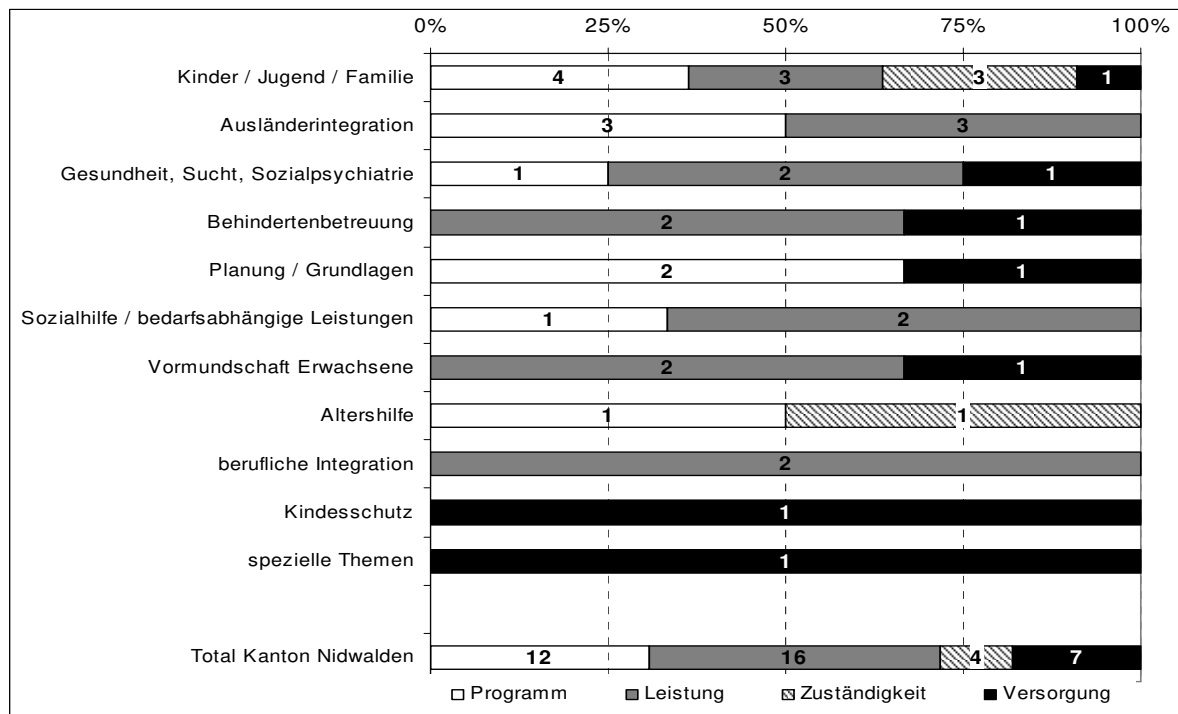 0% 25% 50% 75% 100%
Kinder / Jugend / Familie 4 3 3 1
Ausländerintegration 3 3
Gesundheit, Sucht, Sozialpsychiatrie 1 2 1
Behindertenbetreuung 2 1
Planung / Grundlagen 2 1
Sozialhilfe / bedarfsabhängige Leistungen 1 2
Vormundschaft Erwachsene 2 1
Altershilfe 1 1
berufliche Integration 2
Kindesschutz 1
spezielle Themen 1
Total Kanton Nidwalden 12 16 4 7
Programm Leistung Zuständigkeit Versorgung